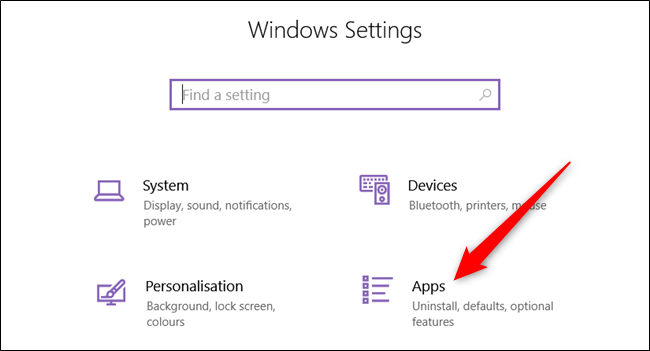 Windows Settings
Find a setting
System
Display, sound, notifications,
power
Devices
Bluetooth, printers, mouse
Personalisation
Background, lock screen,
colours
Apps
Uninstall, defaults, optional
features